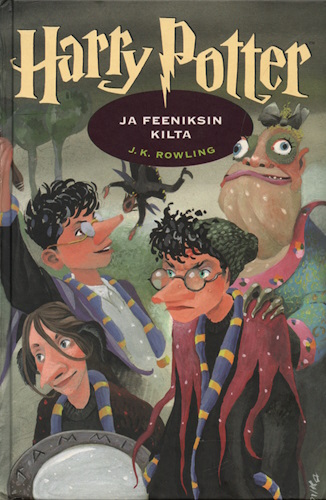 Harry Potter
JA FEENIKSIN
KILTA
J. K. ROWLING
TAMMI